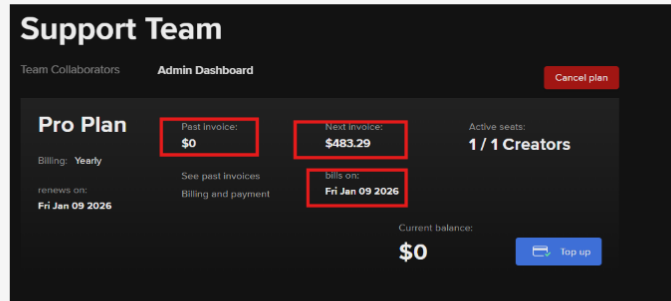 Support Team
Team Collaborators Admin Dashboard
Cancel plan
Pro Plan
Billing: Yearly
renews on:
Fri Jan 09 2026
Past invoice:
$0
See past invoices
Billing and payment
Next invoice:
$483.29
bills on:
Fri Jan 09 2026
Active seats:
1 / 1 Creators
Current balance:
$0
Top up